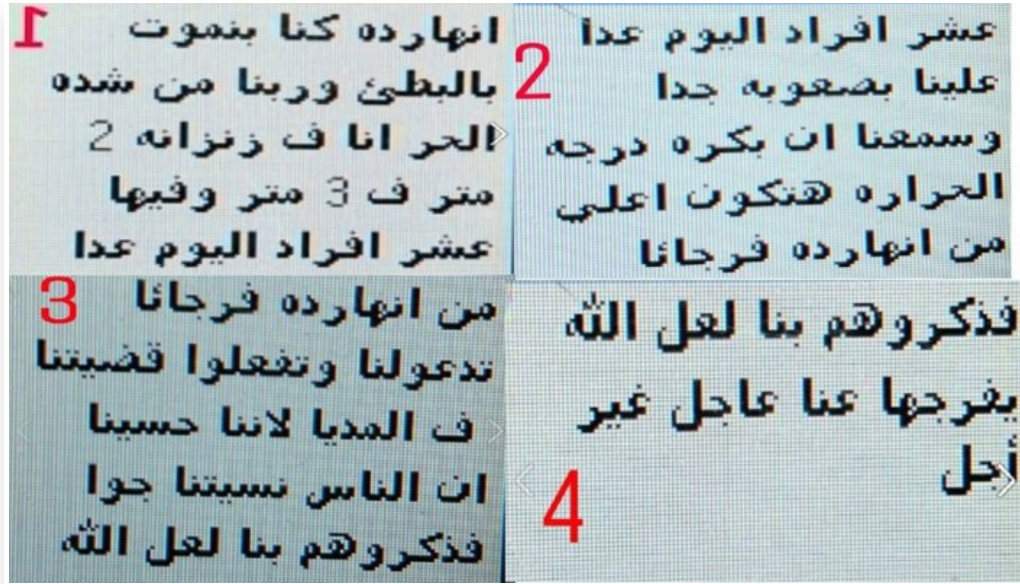 1
انهارده كنا بنموت
بالبطئ وربنا من شده
الحر انا ف زنزانه 2
متر ف 3 متر وفيها
عشر افراد اليوم عدا
2
عشر افراد اليوم عدا
علينا بصعوبه جدا
وسمعنا ان بكره درجه
الحراره هتكون اعلي
من انهارده فرجائا
3
من انهارده فرجائا
تدعولنا وتفعلوا قضيتنا
ف المديا لاننا حسينا
ان الناس نسيتنا جوا
فذكروهم بنا لعل الله
4
فذكروهم بنا لعل الله
يفرجها عنا عاجل غير
أجل